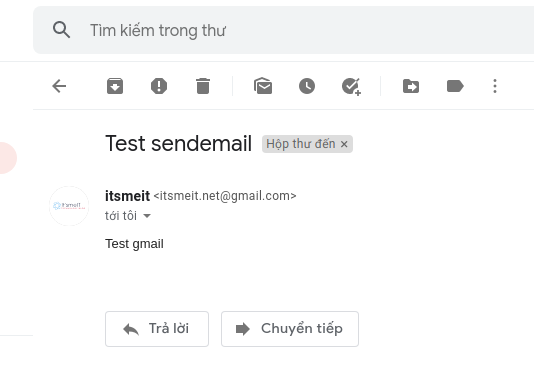 Tìm kiếm trong thư
Test sendemail Hộp thư đến ×
itsmeit <itsmeit.net@gmail.com>
tới tôi
Test gmail
Trả lời Chuyển tiếp